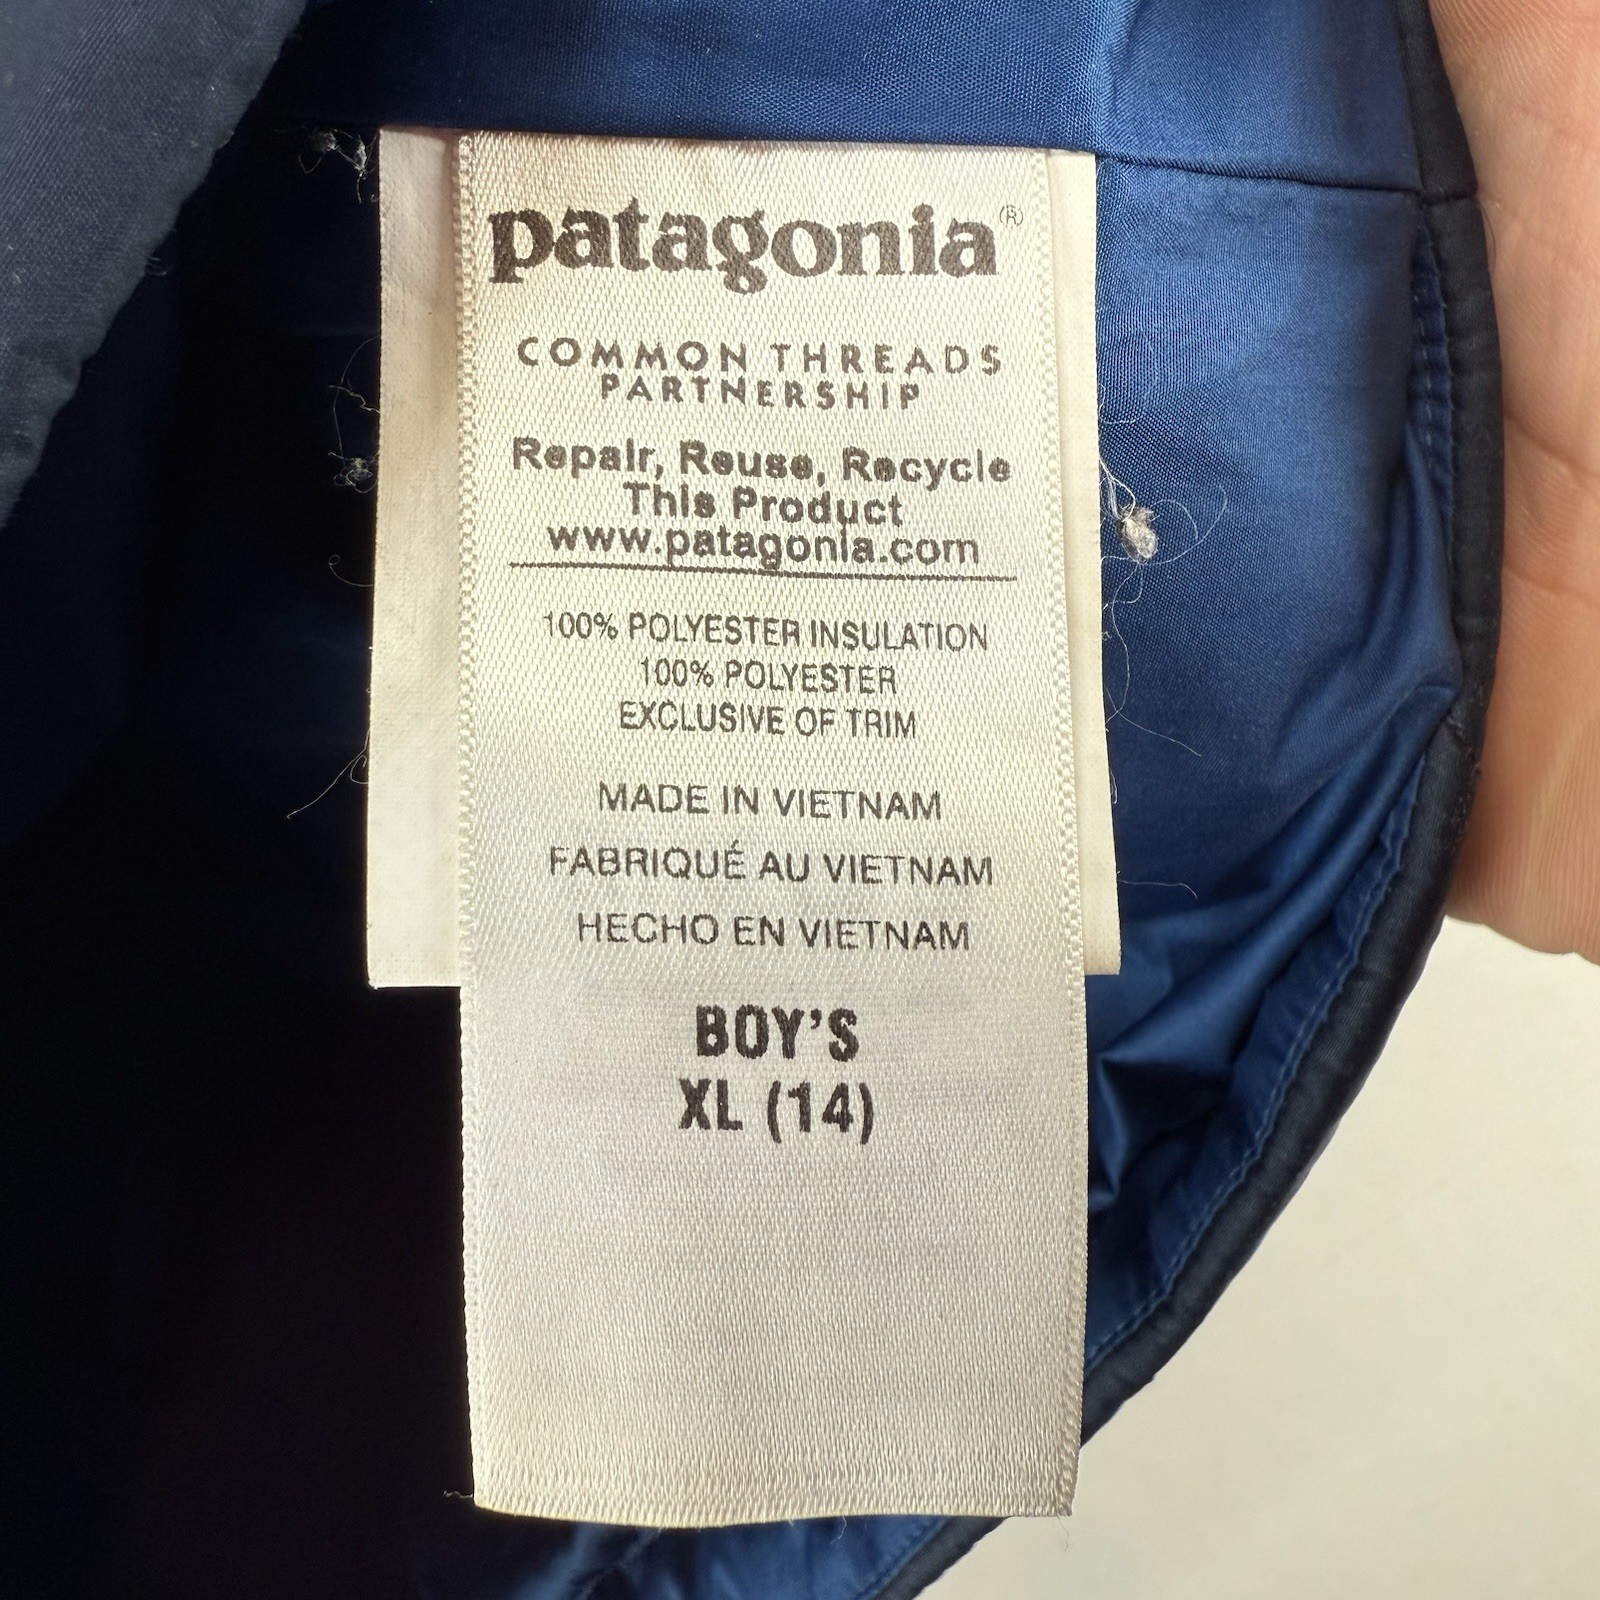 patagonia®
COMMON THREADS
PARTNERSHIP
Repair, Reuse, Recycle
This Product
www.patagonia.com
100% POLYESTER INSULATION
100% POLYESTER
EXCLUSIVE OF TRIM
MADE IN VIETNAM
FABRIQUÉ AU VIETNAM
HECHO EN VIETNAM
BOY'S
XL (14)